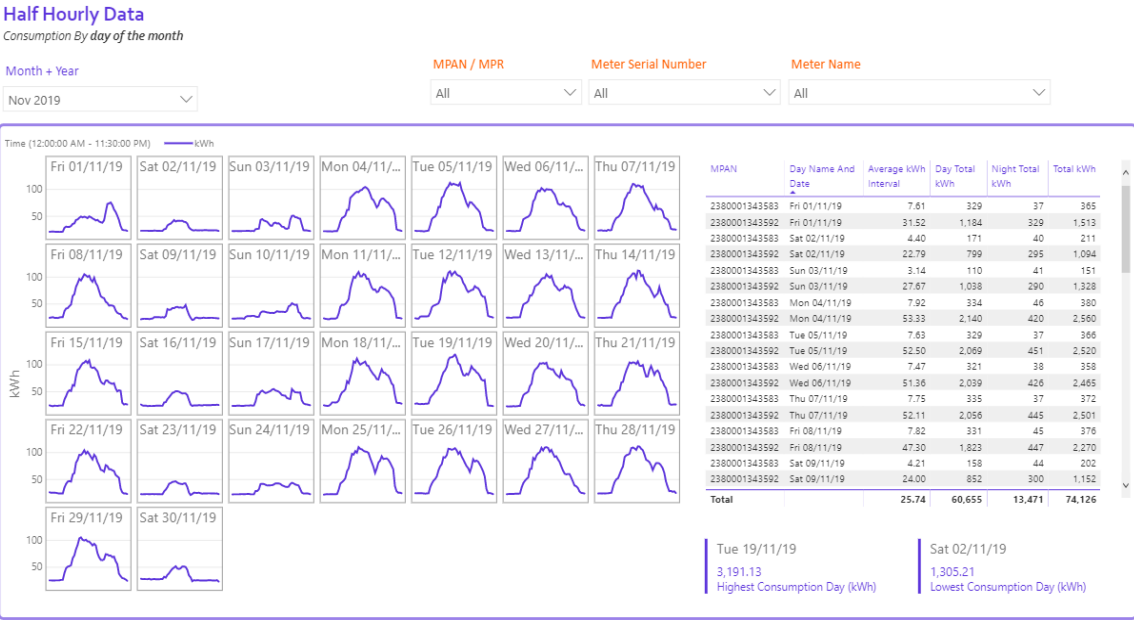 Half Hourly Data
Consumption By day of the month
Month + Year
MPAN / MPR
Meter Serial Number
Meter Name
Nov 2019
All
All
All
Time (12:00:00 AM - 11:30:00 PM)
kWh
kWh
Fri 01/11/19 Sat 02/11/19 Sun 03/11/19 Mon 04/11/... Tue 05/11/19 Wed 06/11/... Thu 07/11/19
100
50
Fri 08/11/19 Sat 09/11/19 Sun 10/11/19 Mon 11/11/... Tue 12/11/19 Wed 13/11/... Thu 14/11/19
100
50
Fri 15/11/19 Sat 16/11/19 Sun 17/11/19 Mon 18/11/... Tue 19/11/19 Wed 20/11/... Thu 21/11/19
100
50
Fri 22/11/19 Sat 23/11/19 Sun 24/11/19 Mon 25/11/... Tue 26/11/19 Wed 27/11/... Thu 28/11/19
100
50
Fri 29/11/19 Sat 30/11/19
100
50
MPAN Day Name And Date Average kWh Interval Day Total kWh Night Total kWh Total kWh
2380001343583 Fri 01/11/19 7.61 329 37 365
2380001343592 Fri 01/11/19 31.52 1,184 329 1,513
2380001343583 Sat 02/11/19 4.40 171 40 211
2380001343592 Sat 02/11/19 22.79 799 295 1,094
2380001343583 Sun 03/11/19 3.14 110 41 151
2380001343592 Sun 03/11/19 27.67 1,038 290 1,328
2380001343583 Mon 04/11/19 7.92 334 46 380
2380001343592 Mon 04/11/19 53.33 2,140 420 2,560
2380001343583 Tue 05/11/19 7.63 329 37 366
2380001343592 Tue 05/11/19 52.50 2,069 451 2,520
2380001343583 Wed 06/11/19 7.47 321 38 358
2380001343592 Wed 06/11/19 51.36 2,039 426 2,465
2380001343583 Thu 07/11/19 7.75 335 37 372
2380001343592 Thu 07/11/19 52.11 2,056 445 2,501
2380001343583 Fri 08/11/19 7.82 331 45 376
2380001343592 Fri 08/11/19 47.30 1,823 447 2,270
2380001343583 Sat 09/11/19 4.21 158 44 202
2380001343592 Sat 09/11/19 24.00 852 300 1,152
Total 25.74 60,655 13,471 74,126
Tue 19/11/19
3,191.13
Highest Consumption Day (kWh)
Sat 02/11/19
1,305.21
Lowest Consumption Day (kWh)